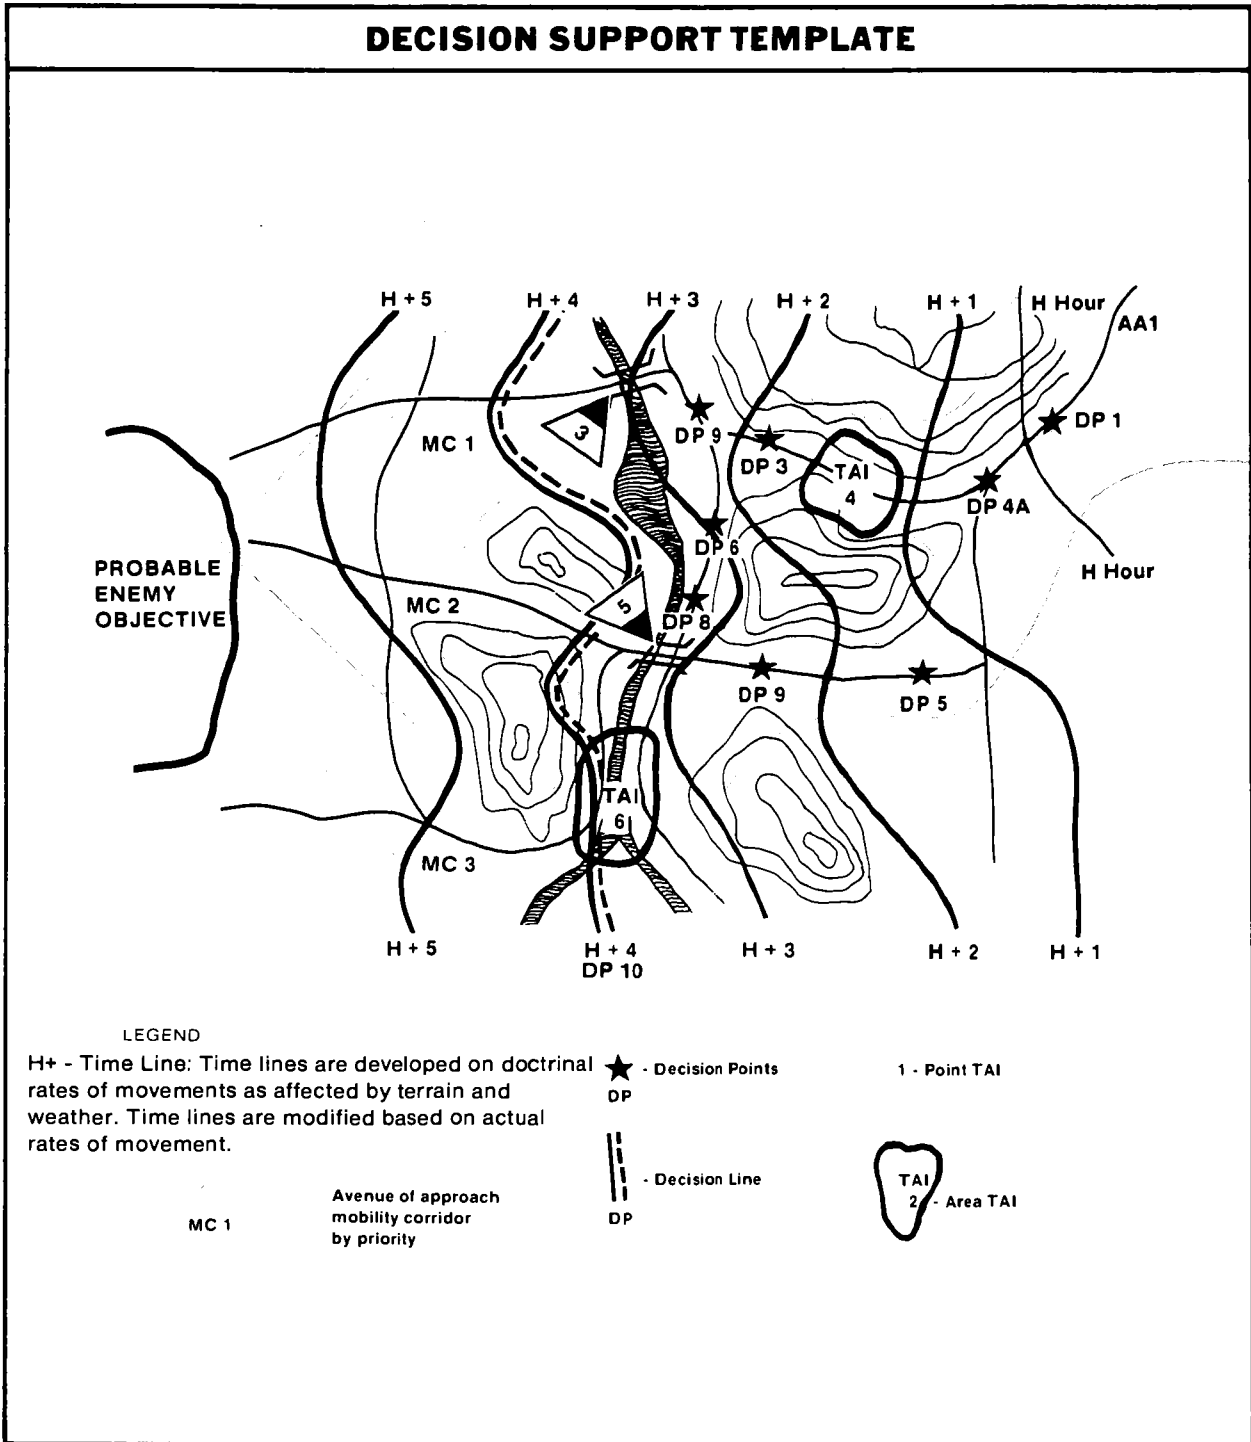 DECISION SUPPORT TEMPLATE
H + 5
H + 4
H + 3
H + 2
H + 1
H Hour
AA1
DP 1
DP 9
DP 3
MC 1
3
TAI
4
DP 4A
DP 6
H Hour
PROBABLE
ENEMY
OBJECTIVE
MC 2
5
DP 8
DP 9
DP 5
TAI
6
MC 3
H + 5
H + 4
DP 10
H + 3
H + 2
H + 1
LEGEND
H+ - Time Line: Time lines are developed on doctrinal
rates of movements as affected by terrain and
weather. Time lines are modified based on actual
rates of movement.
MC 1
Avenue of approach
mobility corridor
by priority
- Decision Points
DP
- Decision Line
DP
1 - Point TAI
TAI
2 - Area TAI